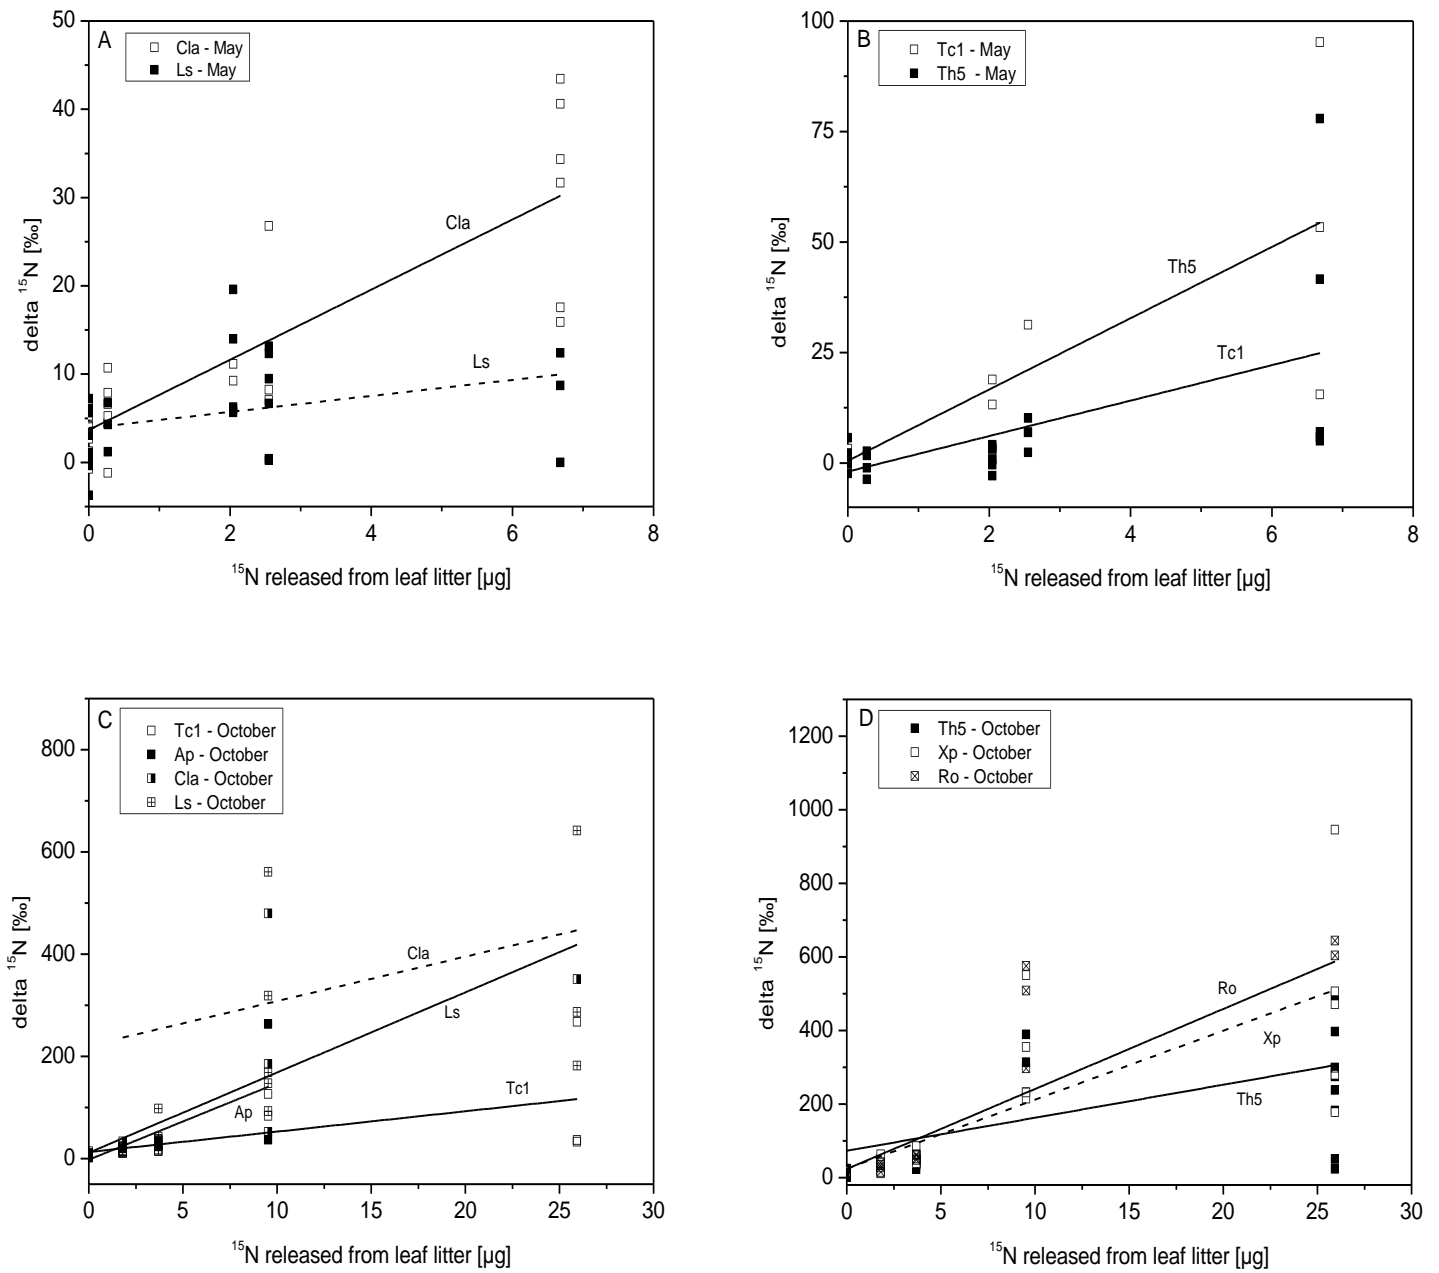 A
Cla - May
Ls - May
50
40
30
20
10
0
delta ¹⁵N [‰]
Cla
Ls
0 2 4 6 8
¹⁵N released from leaf litter [µg]
B
Tc1 - May
Th5 - May
100
75
50
25
0
delta ¹⁵N [‰]
Th5
Tc1
0 2 4 6 8
¹⁵N released from leaf litter [µg]
C
Tc1 - October
Ap - October
Cla - October
Ls - October
800
600
400
200
0
delta ¹⁵N [‰]
Cla
Ls
Tc1
Ap
0 5 10 15 20 25 30
¹⁵N released from leaf litter [µg]
D
Th5 - October
Xp - October
Ro - October
1200
1000
800
600
400
200
0
delta ¹⁵N [‰]
Ro
Xp
Th5
0 5 10 15 20 25 30
¹⁵N released from leaf litter [µg]